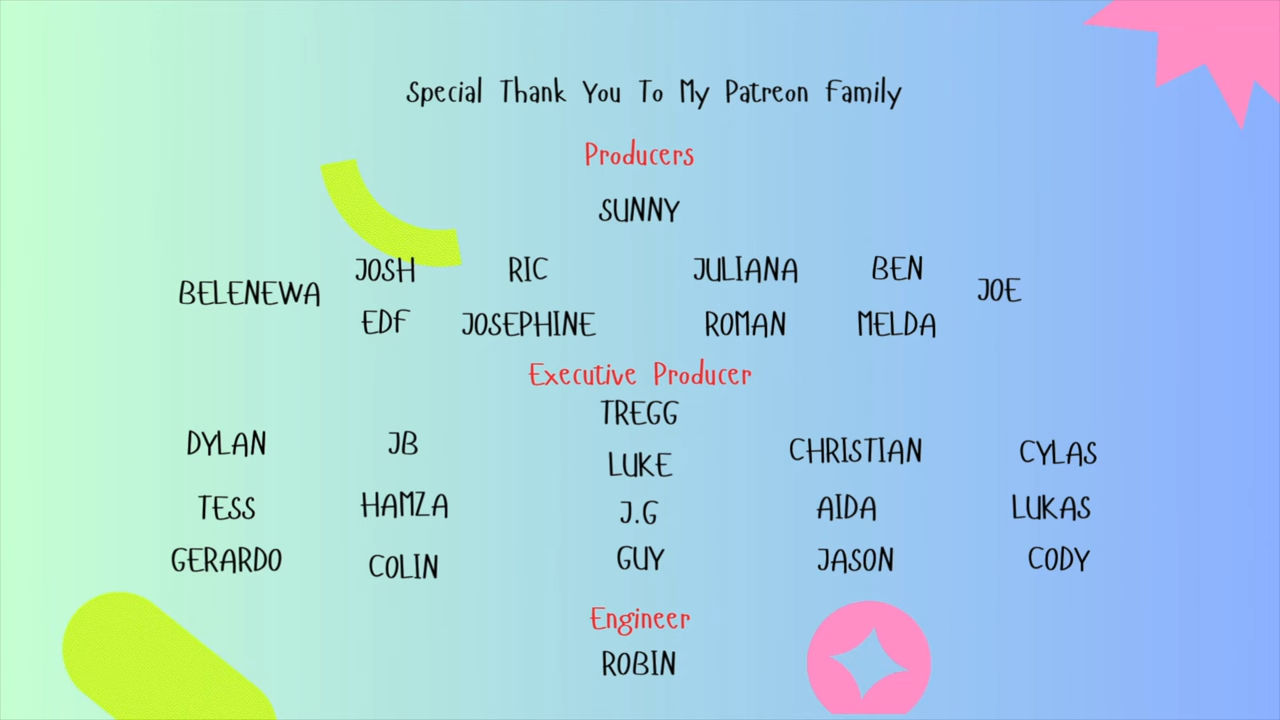 Special Thank You To My Patreon Family
Producers
SUNNY
JOSH RIC JULIANA BEN
BELENEWA JOE
EDF JOSEPHINE ROMAN MELDA
Executive Producer
TREGG
DYLAN JB CHRISTIAN CYLAS
LUKE
TESS HAMZA J.G AIDA LUKAS
GERARDO COLIN GUY JASON CODY
Engineer
ROBIN